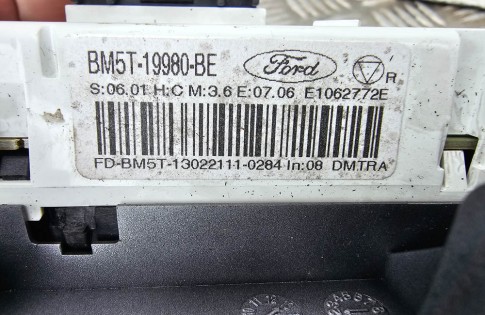 BM5T-19980-BE Ford R
S:06.01 H:C M:3.6 E:07.06 E1062772E
FD-BM5T-13022111-0284 In:08 DMTRA